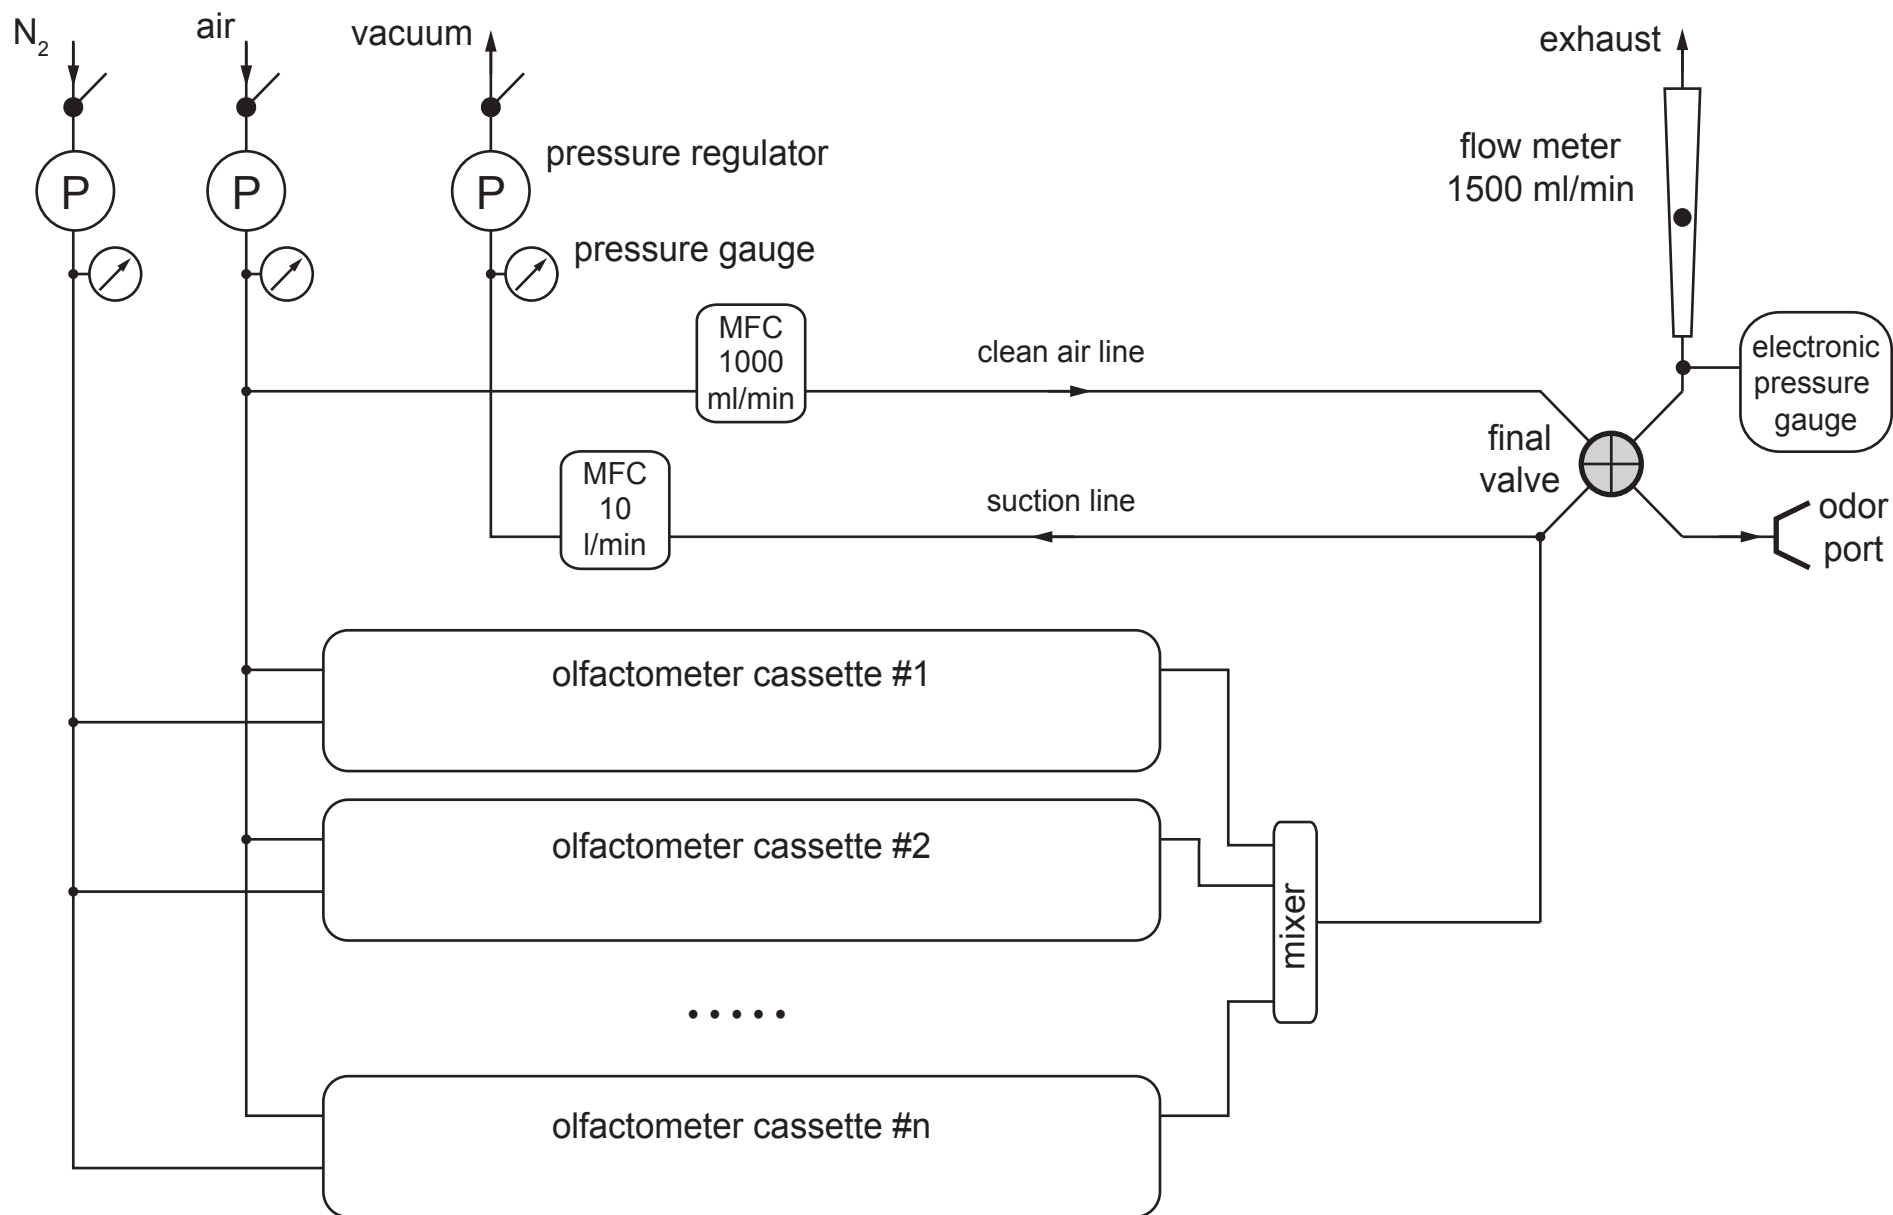 N2
air
vacuum
exhaust
P
P
P
pressure regulator
flow meter
1500 ml/min
pressure gauge
MFC
1000
ml/min
clean air line
electronic
pressure
gauge
final
valve
MFC
10
l/min
suction line
odor
port
olfactometer cassette #1
olfactometer cassette #2
mixer
.....
olfactometer cassette #n